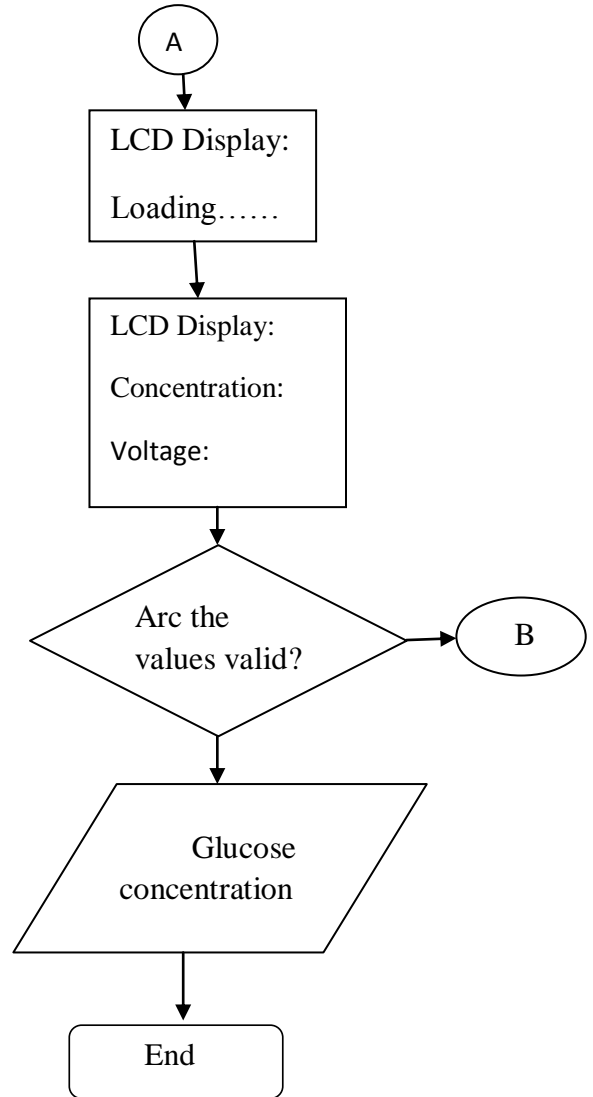 A
LCD Display:
Loading……
LCD Display:
Concentration:
Voltage:
Arc the
values valid?
B
Glucose
concentration
End